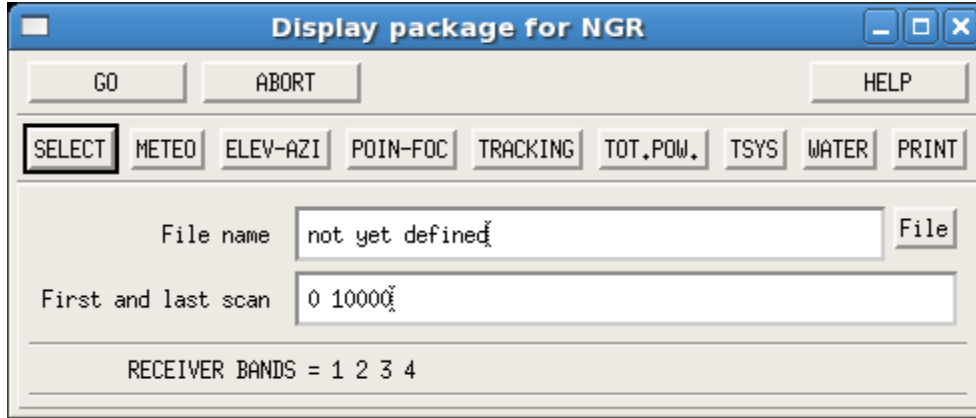 Display package for NGR
GO ABORT HELP
SELECT METEO ELEV-AZI POIN-FOC TRACKING TOT.POW. TSYS WATER PRINT
File name not yet defined File
First and last scan 0 10000
RECEIVER BANDS = 1 2 3 4